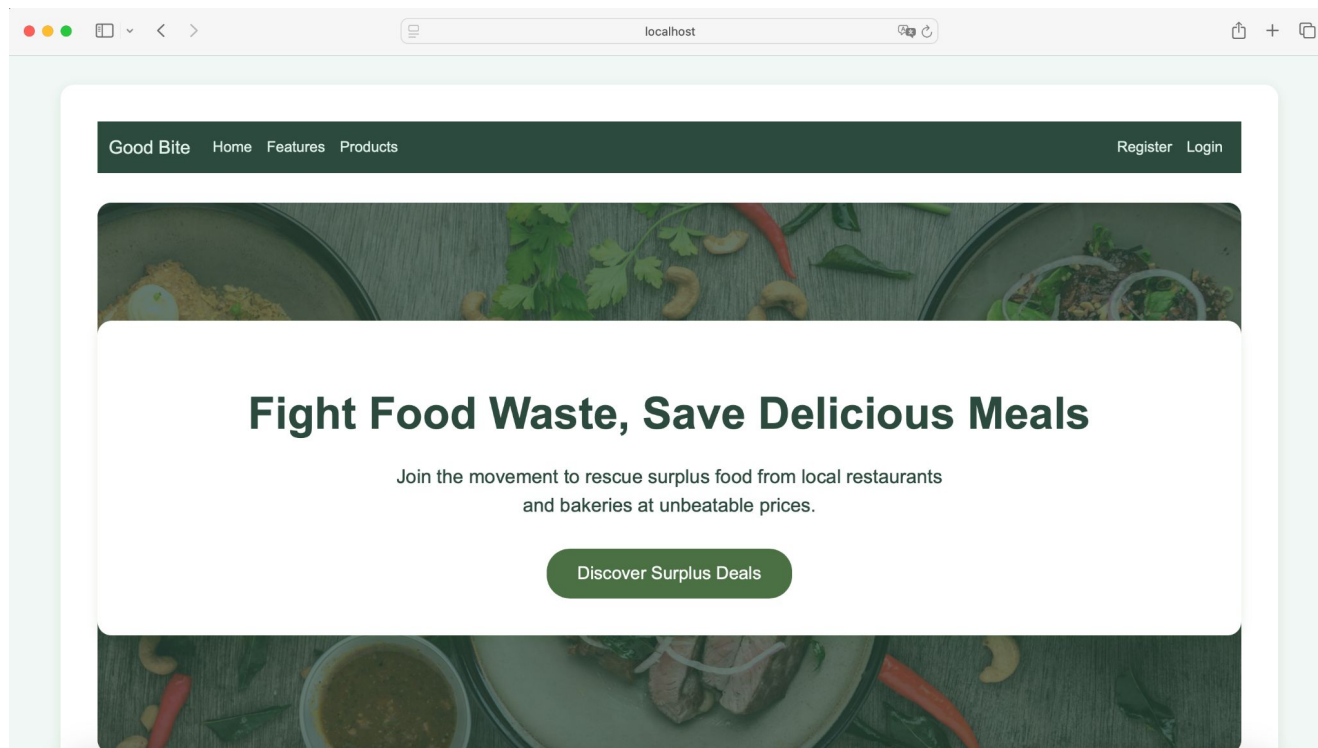 localhost
Good Bite Home Features Products Register Login
Fight Food Waste, Save Delicious Meals
Join the movement to rescue surplus food from local restaurants
and bakeries at unbeatable prices.
Discover Surplus Deals